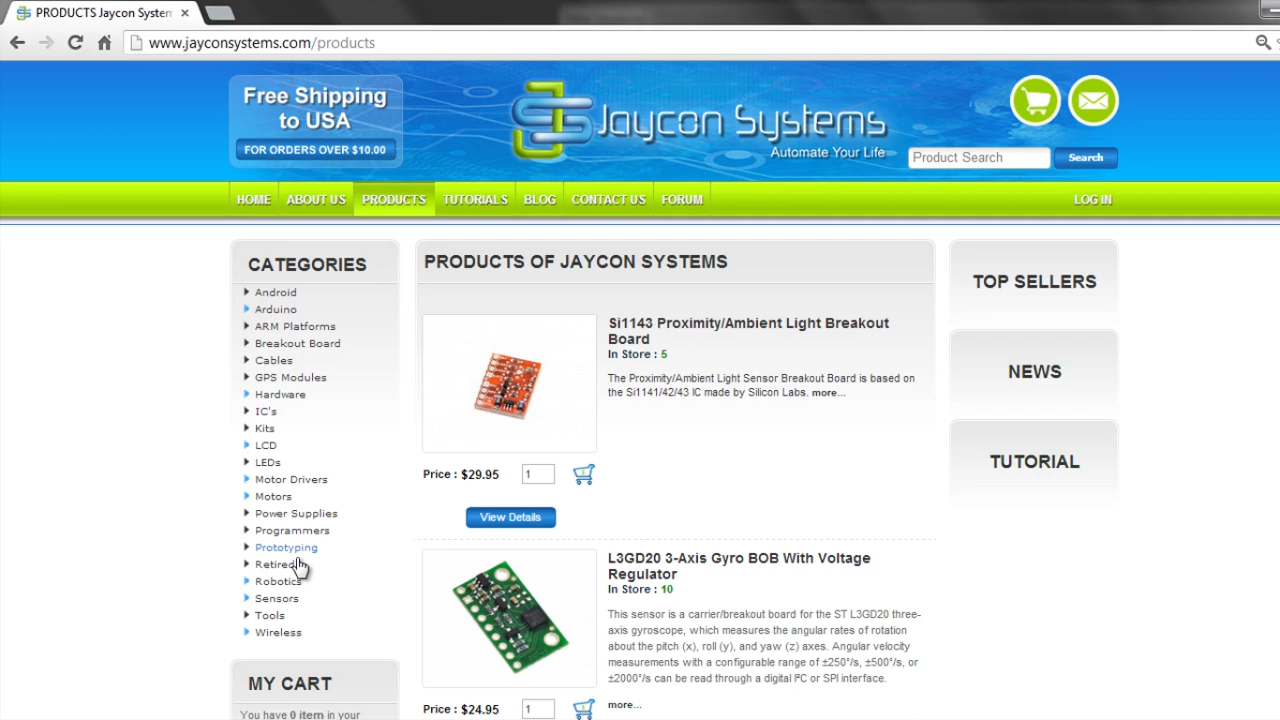 PRODUCTS Jaycon System
www.jayconsystems.com/products
Free Shipping
to USA
FOR ORDERS OVER $10.00
Jaycon Systems
Automate Your Life
Product Search
Search
HOME
ABOUT US
PRODUCTS
TUTORIALS
BLOG
CONTACT US
FORUM
LOG IN
CATEGORIES
Android
Arduino
ARM Platforms
Breakout Board
Cables
GPS Modules
Hardware
IC's
Kits
LCD
LEDs
Motor Drivers
Motors
Power Supplies
Programmers
Prototyping
Retired
Robotics
Sensors
Tools
Wireless
MY CART
You have 0 item in your
PRODUCTS OF JAYCON SYSTEMS
Si1143 Proximity/Ambient Light Breakout
Board
In Store : 5
The Proximity/Ambient Light Sensor Breakout Board is based on
the Si1141/42/43 IC made by Silicon Labs. more...
Price : $29.95
1
View Details
L3GD20 3-Axis Gyro BOB With Voltage
Regulator
In Store : 10
This sensor is a carrier/breakout board for the ST L3GD20 three-
axis gyroscope, which measures the angular rates of rotation
about the pitch (x), roll (y), and yaw (z) axes. Angular velocity
measurements with a configurable range of ±250°/s, ±500°/s, or
±2000°/s can be read through a digital I²C or SPI interface.
more...
Price : $24.95
1
TOP SELLERS
NEWS
TUTORIAL